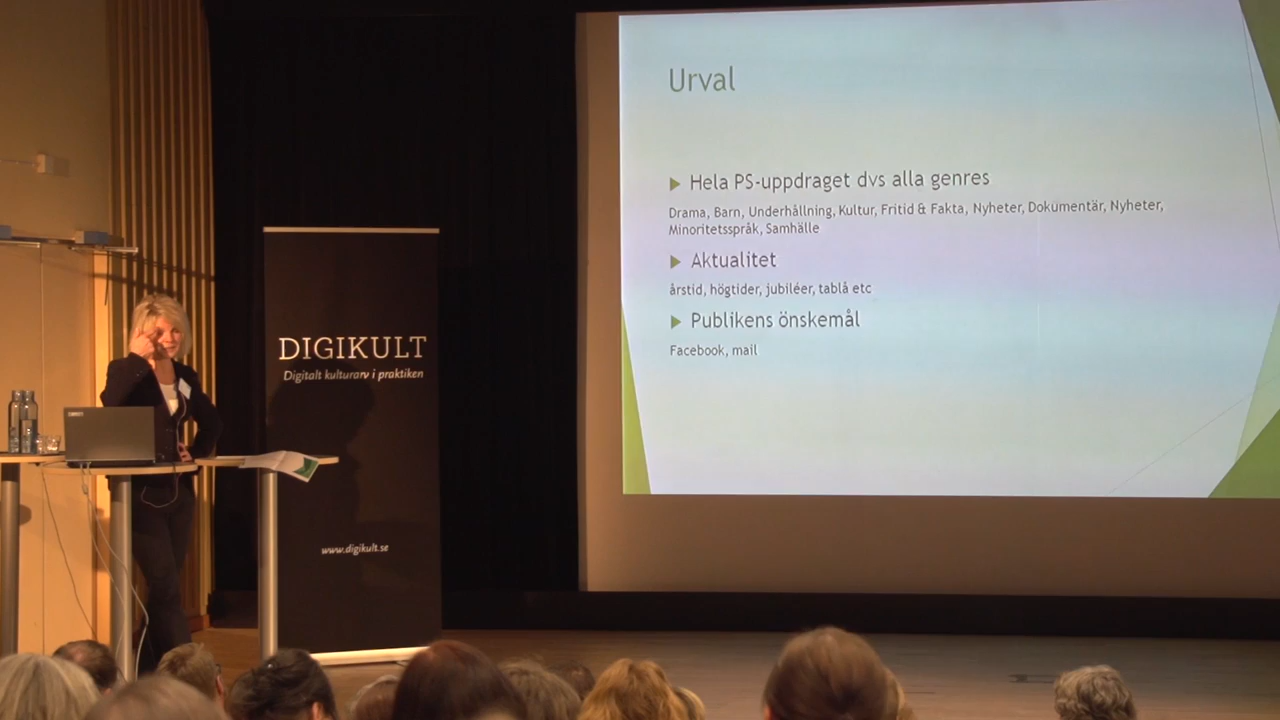 Urval
Hela PS-uppdraget dvs alla genres
Drama, Barn, Underhållning, Kultur, Fritid & Fakta, Nyheter, Dokumentär, Nyheter,
Minoritetsspråk, Samhälle
Aktualitet
årstid, högtider, jubiléer, tablå etc
Publikens önskemål
Facebook, mail
DIGIKULT
Digitalt kulturarv i praktiken
www.digikult.se